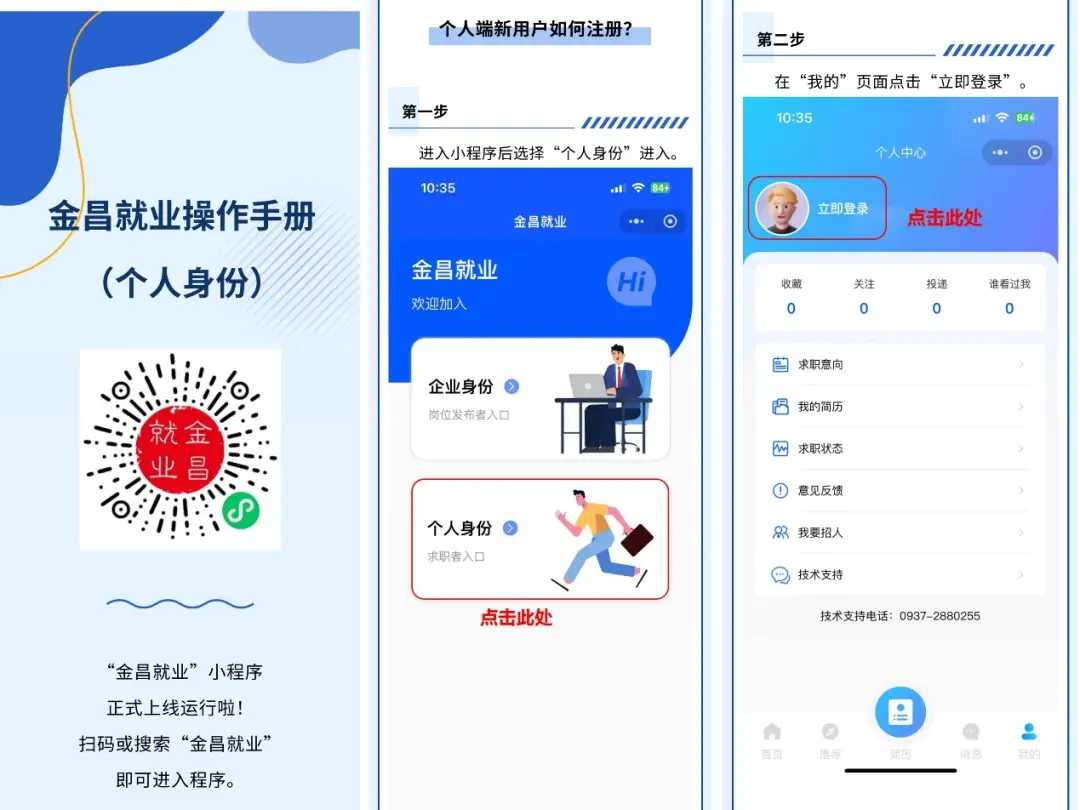 金昌就业操作手册
（个人身份）
就金
业昌
“金昌就业”小程序
正式上线运行啦！
扫码或搜索“金昌就业”
即可进入程序。
个人端新用户如何注册？
第一步
进入小程序后选择“个人身份”进入。
10:35
84
金昌就业
金昌就业
欢迎加入
Hi
企业身份
岗位发布者入口
个人身份
求职者入口
点击此处
第二步
在“我的”页面点击“立即登录”。
10:35
84
个人中心
立即登录
点击此处
收藏 关注 投递 谁看过我
0 0 0 0
求职意向
我的简历
求职状态
意见反馈
我要招人
技术支持
技术支持电话：0937-2880255
首页 推荐 简历 消息 我的